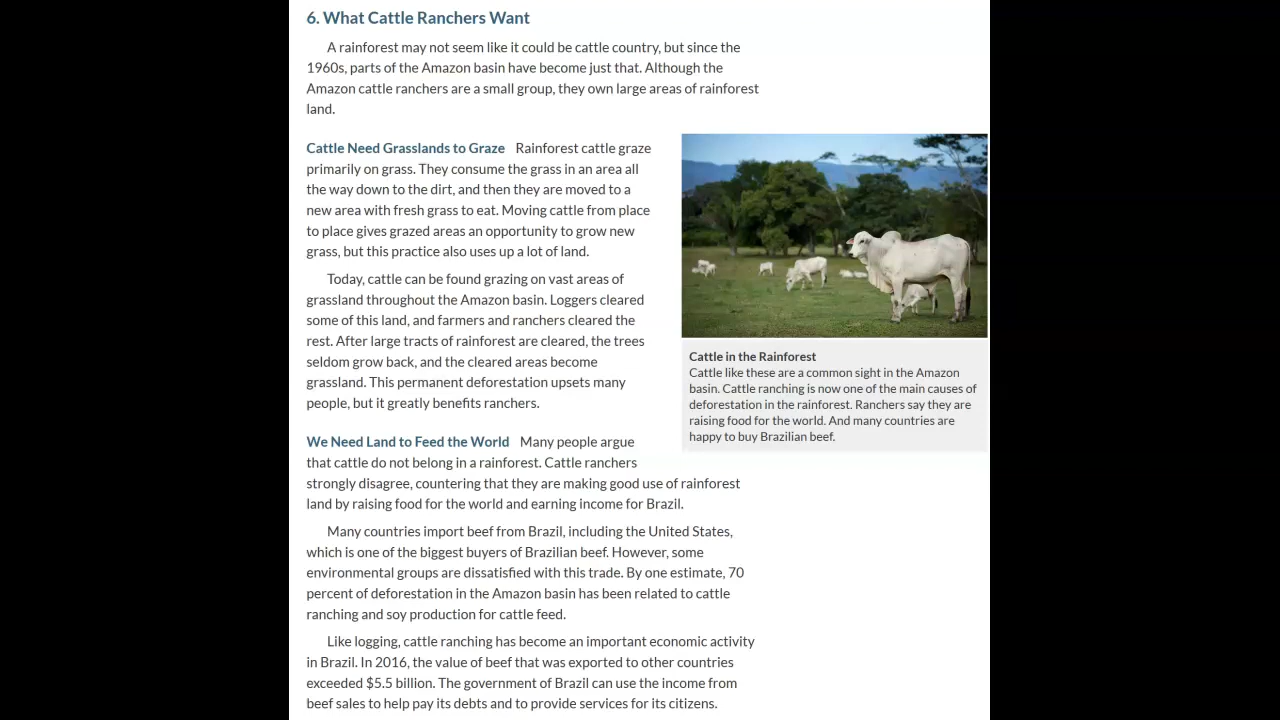 6. What Cattle Ranchers Want
A rainforest may not seem like it could be cattle country, but since the
1960s, parts of the Amazon basin have become just that. Although the
Amazon cattle ranchers are a small group, they own large areas of rainforest
land.
Cattle Need Grasslands to Graze Rainforest cattle graze
primarily on grass. They consume the grass in an area all
the way down to the dirt, and then they are moved to a
new area with fresh grass to eat. Moving cattle from place
to place gives grazed areas an opportunity to grow new
grass, but this practice also uses up a lot of land.
Today, cattle can be found grazing on vast areas of
grassland throughout the Amazon basin. Loggers cleared
some of this land, and farmers and ranchers cleared the
rest. After large tracts of rainforest are cleared, the trees
seldom grow back, and the cleared areas become
grassland. This permanent deforestation upsets many
people, but it greatly benefits ranchers.
Cattle in the Rainforest
Cattle like these are a common sight in the Amazon
basin. Cattle ranching is now one of the main causes of
deforestation in the rainforest. Ranchers say they are
raising food for the world. And many countries are
happy to buy Brazilian beef.
We Need Land to Feed the World Many people argue
that cattle do not belong in a rainforest. Cattle ranchers
strongly disagree, countering that they are making good use of rainforest
land by raising food for the world and earning income for Brazil.
Many countries import beef from Brazil, including the United States,
which is one of the biggest buyers of Brazilian beef. However, some
environmental groups are dissatisfied with this trade. By one estimate, 70
percent of deforestation in the Amazon basin has been related to cattle
ranching and soy production for cattle feed.
Like logging, cattle ranching has become an important economic activity
in Brazil. In 2016, the value of beef that was exported to other countries
exceeded $5.5 billion. The government of Brazil can use the income from
beef sales to help pay its debts and to provide services for its citizens.